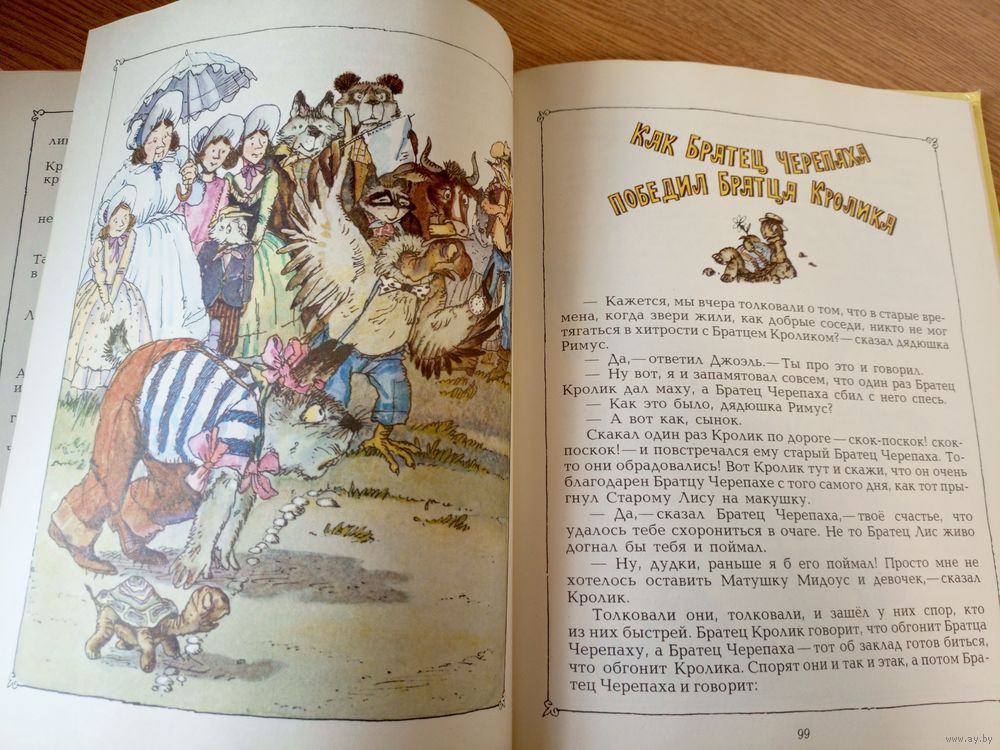 ли
Кр
кр
не
Та
в
Л
Д
и
г
ч
КАК БРАТЕЦ ЧЕРЕПАХА
ПОБЕДИЛ БРАТЦА КРОЛИКА
— Кажется, мы вчера толковали о том, что в старые вре-
мена, когда звери жили, как добрые соседи, никто не мог
тягаться в хитрости с Братцем Кроликом?— сказал дядюшка
Римус.
— Да,— ответил Джоэль.— Ты про это и говорил.
— Ну вот, я и запамятовал совсем, что один раз Братец
Кролик дал маху, а Братец Черепаха сбил с него спесь.
— Как это было, дядюшка Римус?
— А вот как, сынок.
Скакал один раз Кролик по дороге — скок-поскок! скок-
поскок! — и повстречался ему старый Братец Черепаха. То-
то они обрадовались! Вот Кролик тут и скажи, что он очень
благодарен Братцу Черепахе с того самого дня, как тот пры-
гнул Старому Лису на макушку.
— Да,— сказал Братец Черепаха,— твоё счастье, что
удалось тебе схорониться в очаге. Не то Братец Лис живо
догнал бы тебя и поймал.
— Ну, дудки, раньше я б его поймал! Просто мне не
хотелось оставить Матушку Мидоус и девочек,— сказал
Кролик.
Толковали они, толковали, и зашёл у них спор, кто
из них быстрей. Братец Кролик говорит, что обгонит Братца
Черепаху, а Братец Черепаха — тот об заклад готов биться,
что обгонит Кролика. Спорят они и так и этак, а потом Бра-
тец Черепаха и говорит:
99
www.ay.by